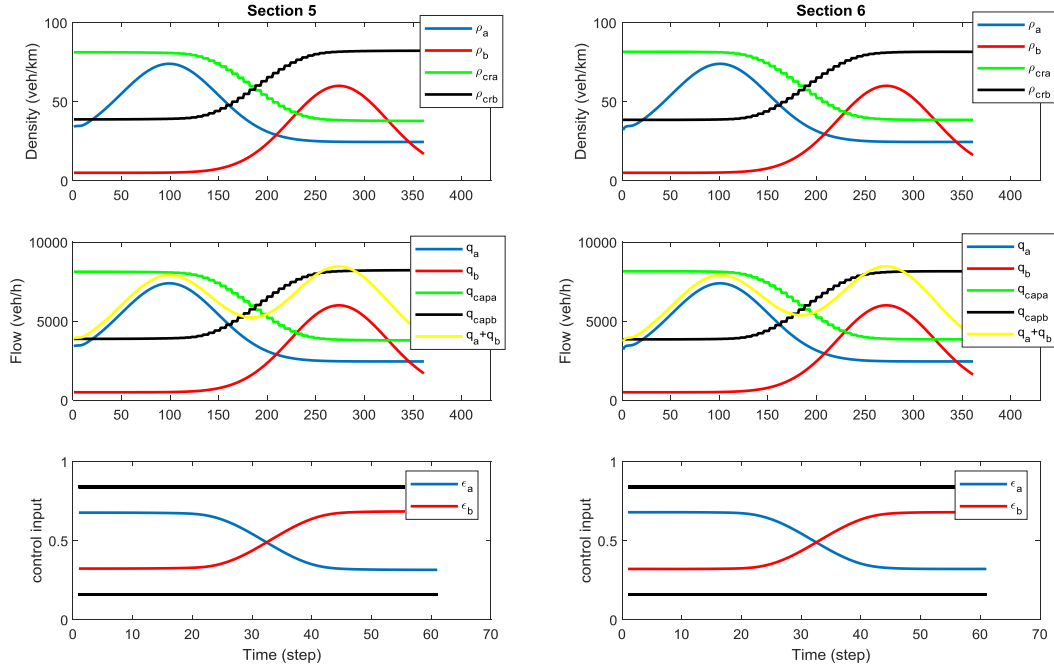 Section 5
100
50
0
Density (veh/km)
0 50 100 150 200 250 300 350 400
ρa
ρb
ρcra
ρcrb
Section 6
100
50
0
Density (veh/km)
0 50 100 150 200 250 300 350 400
ρa
ρb
ρcra
ρcrb
10000
5000
0
Flow (veh/h)
0 50 100 150 200 250 300 350 400
qa
qb
qcapa
qcapb
qa+qb
10000
5000
0
Flow (veh/h)
0 50 100 150 200 250 300 350 400
qa
qb
qcapa
qcapb
qa+qb
1
0.5
0
control input
0 10 20 30 40 50 60 70
Time (step)
ϵa
ϵb
1
0.5
0
control input
0 10 20 30 40 50 60 70
Time (step)
ϵa
ϵb